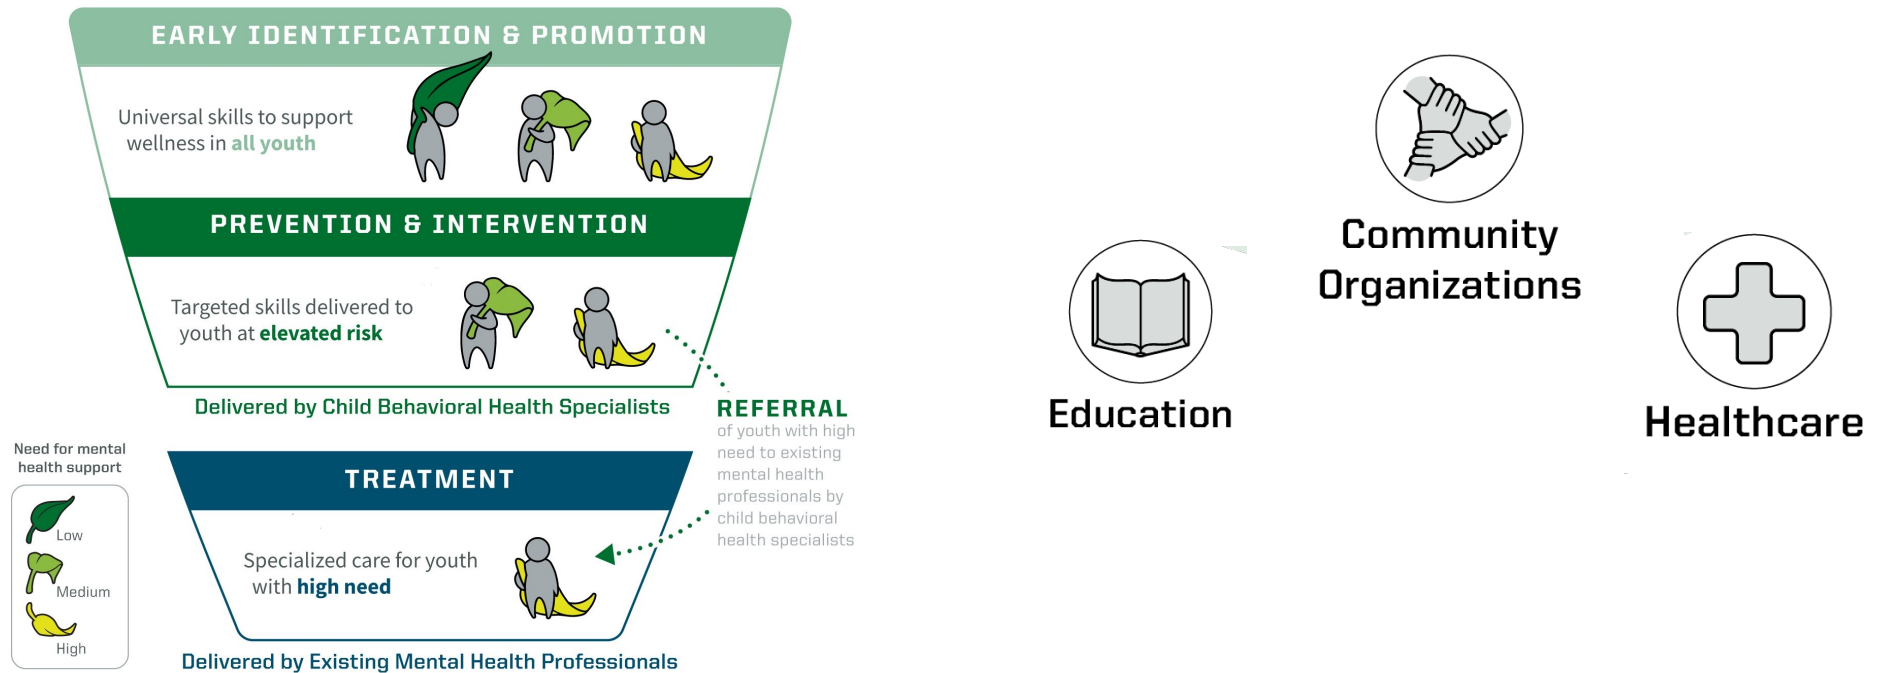 EARLY IDENTIFICATION & PROMOTION
Universal skills to support
wellness in all youth
PREVENTION & INTERVENTION
Targeted skills delivered to
youth at elevated risk
Delivered by Child Behavioral Health Specialists
REFERRAL
of youth with high
need to existing
mental health
professionals by
child behavioral
health specialists
Need for mental
health support
Low
Medium
High
TREATMENT
Specialized care for youth
with high need
Delivered by Existing Mental Health Professionals
Education
Community
Organizations
Healthcare